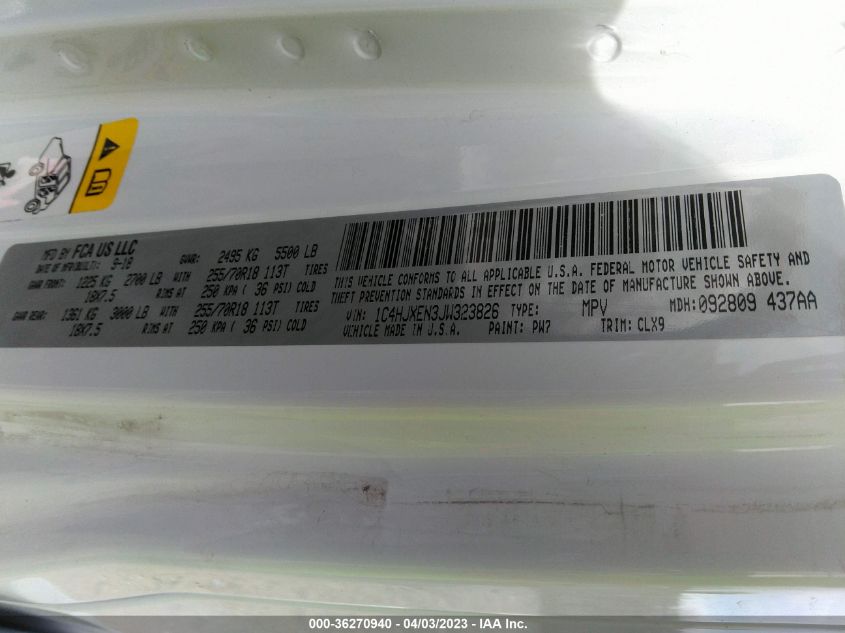 MFD BY FCA US LLC
DATE OF MFR(BUILT): 9-18
GVWR: 2495 KG 5500 LB
GAWR FRONT: 1225 KG 2700 LB WITH 255/70R18 113T TIRES
18X7.5 RIMS AT 250 KPA ( 36 PSI) COLD
GAWR REAR: 1361 KG 3000 LB WITH 255/70R18 113T TIRES
18X7.5 RIMS AT 250 KPA ( 36 PSI) COLD
THIS VEHICLE CONFORMS TO ALL APPLICABLE U.S.A. FEDERAL MOTOR VEHICLE SAFETY AND
THEFT PREVENTION STANDARDS IN EFFECT ON THE DATE OF MANUFACTURE SHOWN ABOVE.
VIN: 1C4HJXEN3JW323826 TYPE: MPV MDH:092809 437AA
VEHICLE MADE IN U.S.A. PAINT: PW7 TRIM: CLX9
000-36270940 - 04/03/2023 - IAA Inc.